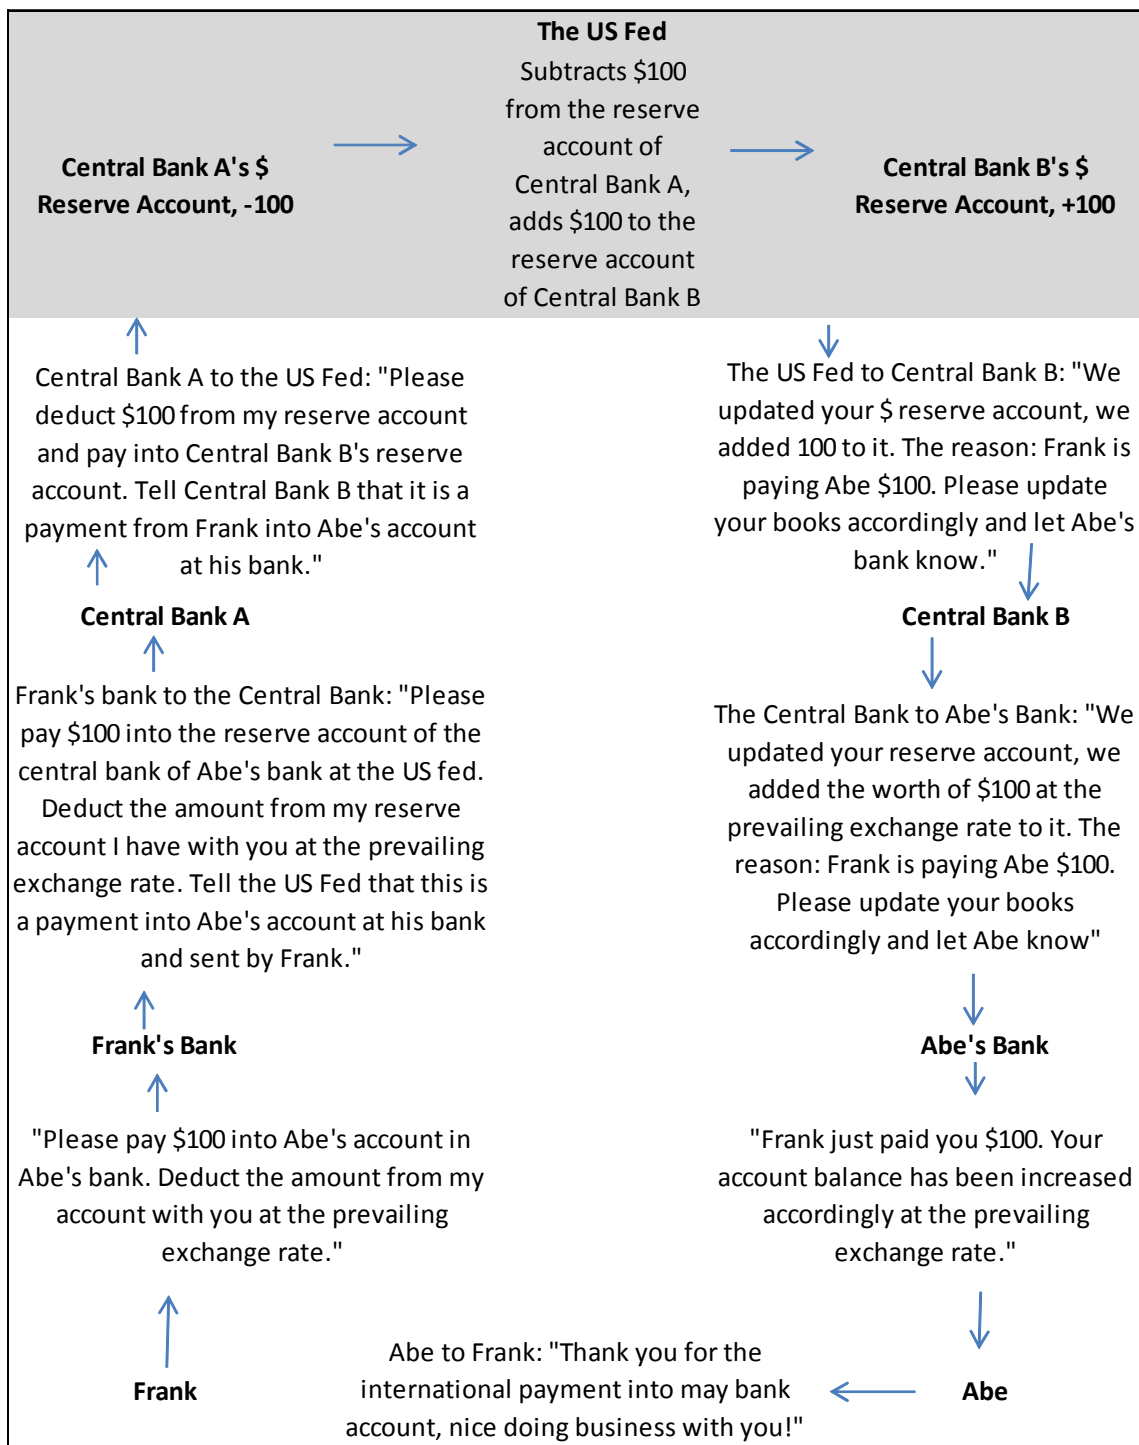 The US Fed
Subtracts $100
from the reserve
account of
Central Bank A,
adds $100 to the
reserve account
of Central Bank B
Central Bank A's $
Reserve Account, -100
Central Bank B's $
Reserve Account, +100
Central Bank A to the US Fed: "Please
deduct $100 from my reserve account
and pay into Central Bank B's reserve
account. Tell Central Bank B that it is a
payment from Frank into Abe's account
at his bank."
The US Fed to Central Bank B: "We
updated your $ reserve account, we
added 100 to it. The reason: Frank is
paying Abe $100. Please update
your books accordingly and let Abe's
bank know."
Central Bank A
Central Bank B
Frank's bank to the Central Bank: "Please
pay $100 into the reserve account of the
central bank of Abe's bank at the US fed.
Deduct the amount from my reserve
account I have with you at the prevailing
exchange rate. Tell the US Fed that this is
a payment into Abe's account at his bank
and sent by Frank."
The Central Bank to Abe's Bank: "We
updated your reserve account, we
added the worth of $100 at the
prevailing exchange rate to it. The
reason: Frank is paying Abe $100.
Please update your books
accordingly and let Abe know"
Frank's Bank
Abe's Bank
"Please pay $100 into Abe's account in
Abe's bank. Deduct the amount from my
account with you at the prevailing
exchange rate."
"Frank just paid you $100. Your
account balance has been increased
accordingly at the prevailing
exchange rate."
Frank
Abe to Frank: "Thank you for the
international payment into may bank
account, nice doing business with you!"
Abe